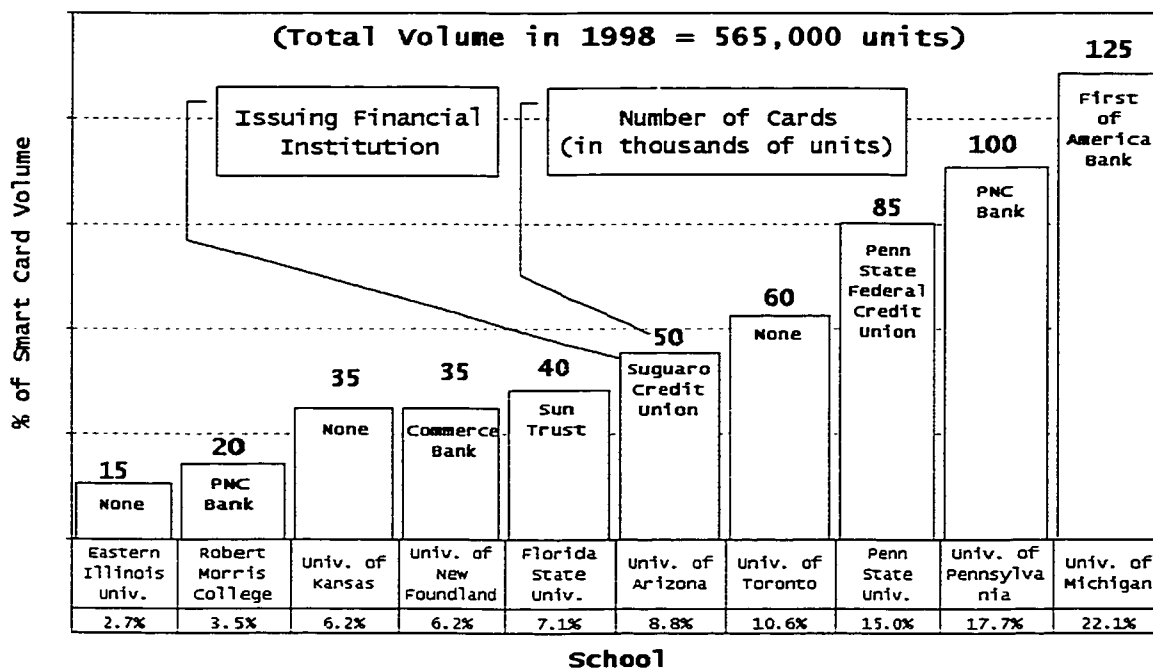 (Total Volume in 1998 = 565,000 units)
125
Issuing Financial
Institution
Number of Cards
(in thousands of units)
First
of
America
Bank
100
PNC
Bank
85
Penn
State
Federal
Credit
Union
60
None
50
Suguaro
Credit
Union
40
Sun
Trust
35
Commerce
Bank
35
None
20
PNC
Bank
15
None
% of Smart Card Volume
Eastern
Illinois
Univ.
Robert
Morris
College
Univ. of
Kansas
Univ. of
New
Foundland
Florida
State
Univ.
Univ. of
Arizona
Univ. of
Toronto
Penn
State
Univ.
Univ. of
Pennsylva
nia
Univ. of
Michigan
2.7% 3.5% 6.2% 6.2% 7.1% 8.8% 10.6% 15.0% 17.7% 22.1%
School